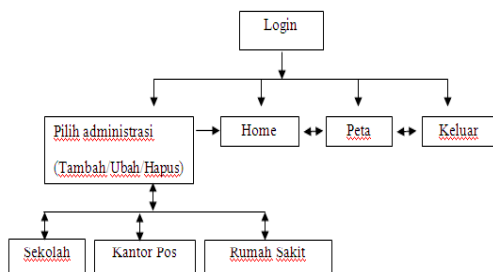 Login
Pilih administrasi
(Tambah/Ubah/Hapus)
Home
Peta
Keluar
Sekolah
Kantor Pos
Rumah Sakit